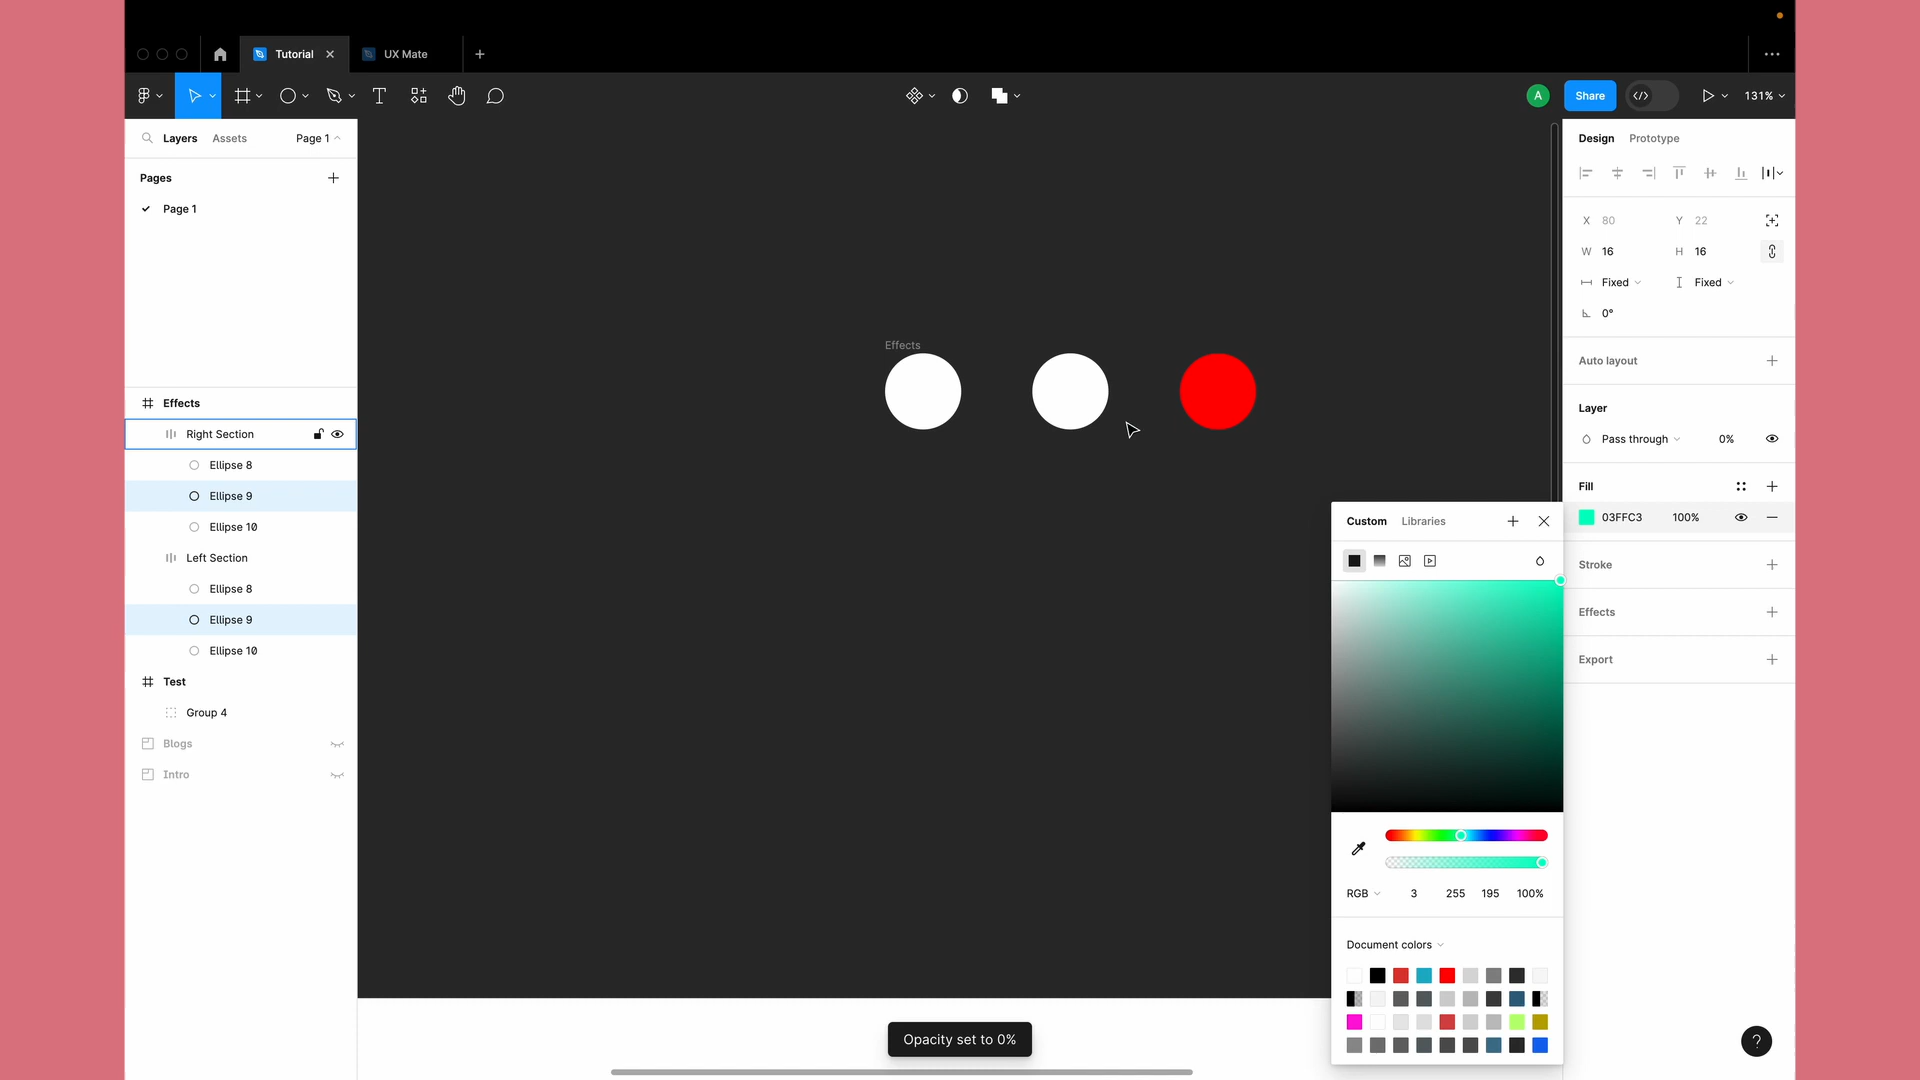 Tutorial
UX Mate
A
Share
131%
Layers
Assets
Page 1
Pages
Page 1
Effects
Right Section
Ellipse 8
Ellipse 9
Ellipse 10
Left Section
Ellipse 8
Ellipse 9
Ellipse 10
Test
Group 4
Blogs
Intro
Effects
Opacity set to 0%
Design
Prototype
X 80 Y 22
W 16 H 16
Fixed Fixed
0°
Auto layout
Layer
Pass through 0%
Fill
03FFC3 100%
Stroke
Effects
Export
Custom
Libraries
RGB 3 255 195 100%
Document colors
?